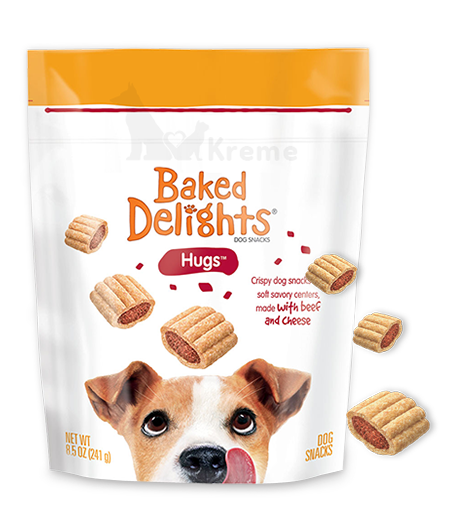 Kreme
Baked
Delights®
DOG SNACKS
Hugs™
Crispy dog snacks
soft savory centers,
made with beef
and cheese
NET WT
8.5 OZ (241 g)
DOG
SNACKS